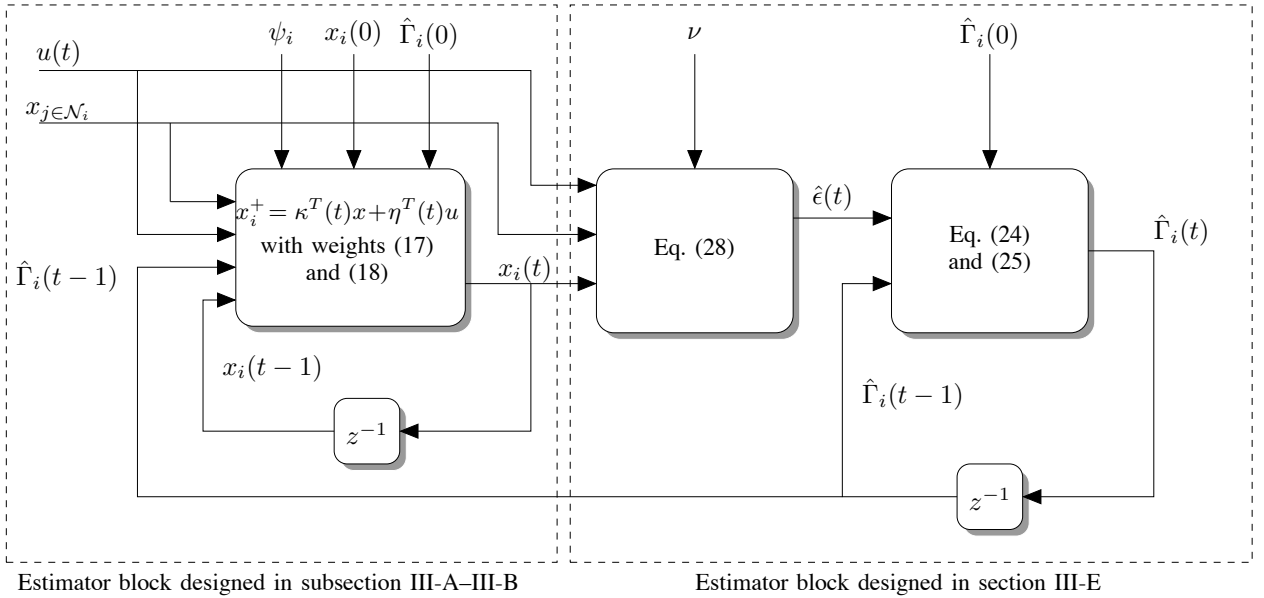 ψ_i x_i(0) Γ̂_i(0)
u(t)
x_{j∈𝒩_i}
x_i^+ = κ^T(t)x+η^T(t)u
with weights (17)
and (18)
Γ̂_i(t − 1)
x_i(t)
x_i(t − 1)
z^{−1}
Estimator block designed in subsection III-A–III-B
ν
Γ̂_i(0)
Eq. (28)
ϵ̂(t)
Eq. (24)
and (25)
Γ̂_i(t)
Γ̂_i(t − 1)
z^{−1}
Estimator block designed in section III-E